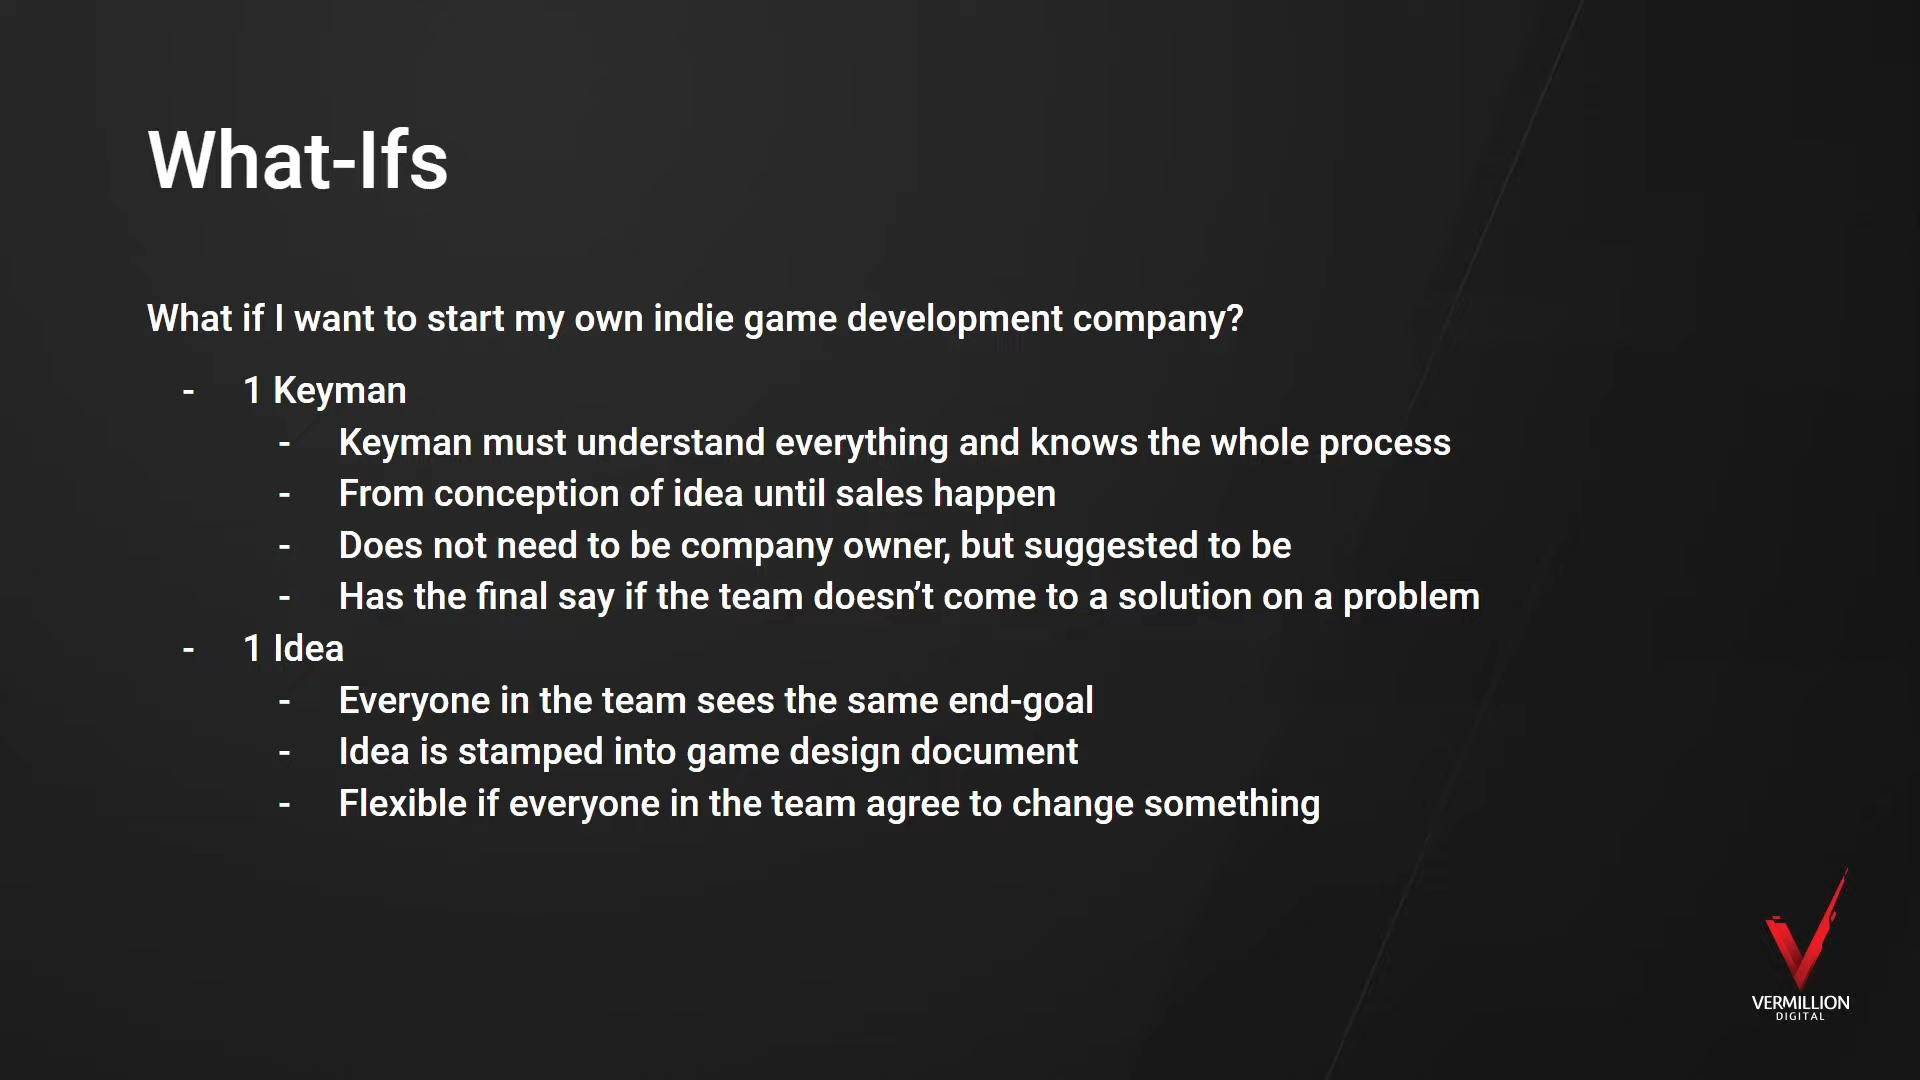 What-Ifs
What if I want to start my own indie game development company?
- 1 Keyman
- Keyman must understand everything and knows the whole process
- From conception of idea until sales happen
- Does not need to be company owner, but suggested to be
- Has the final say if the team doesn’t come to a solution on a problem
- 1 Idea
- Everyone in the team sees the same end-goal
- Idea is stamped into game design document
- Flexible if everyone in the team agree to change something
VERMILLION
DIGITAL